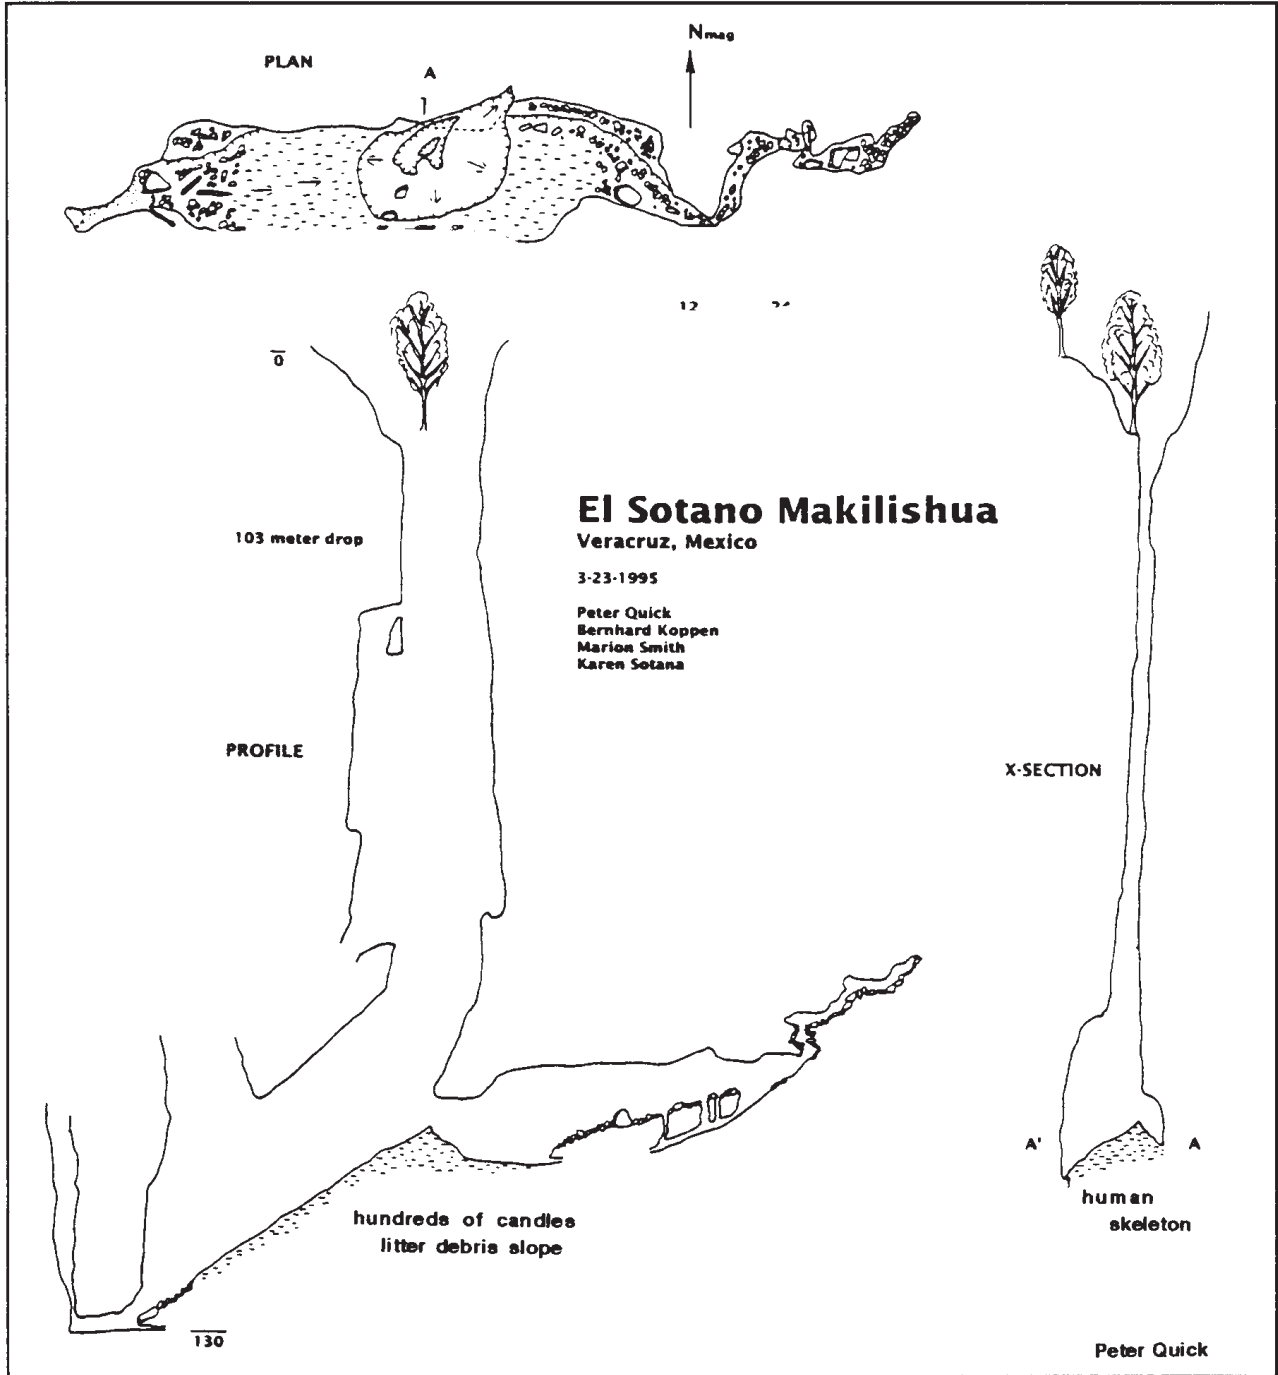 PLAN
A
Nmag
12
0
103 meter drop
El Sotano Makilishua
Veracruz, Mexico
3-23-1995
Peter Quick
Bernhard Koppen
Marion Smith
Karen Sotana
PROFILE
X-SECTION
A'
A
human
skeleton
hundreds of candles
litter debris slope
130
Peter Quick